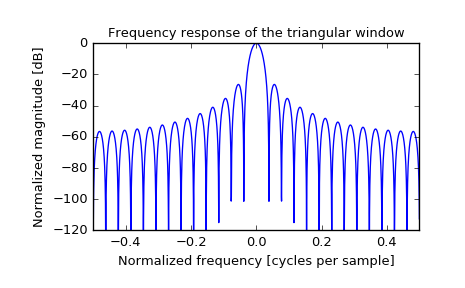 Frequency response of the triangular window
Normalized magnitude [dB]
0
−20
−40
−60
−80
−100
−120
−0.4 −0.2 0.0 0.2 0.4
Normalized frequency [cycles per sample]